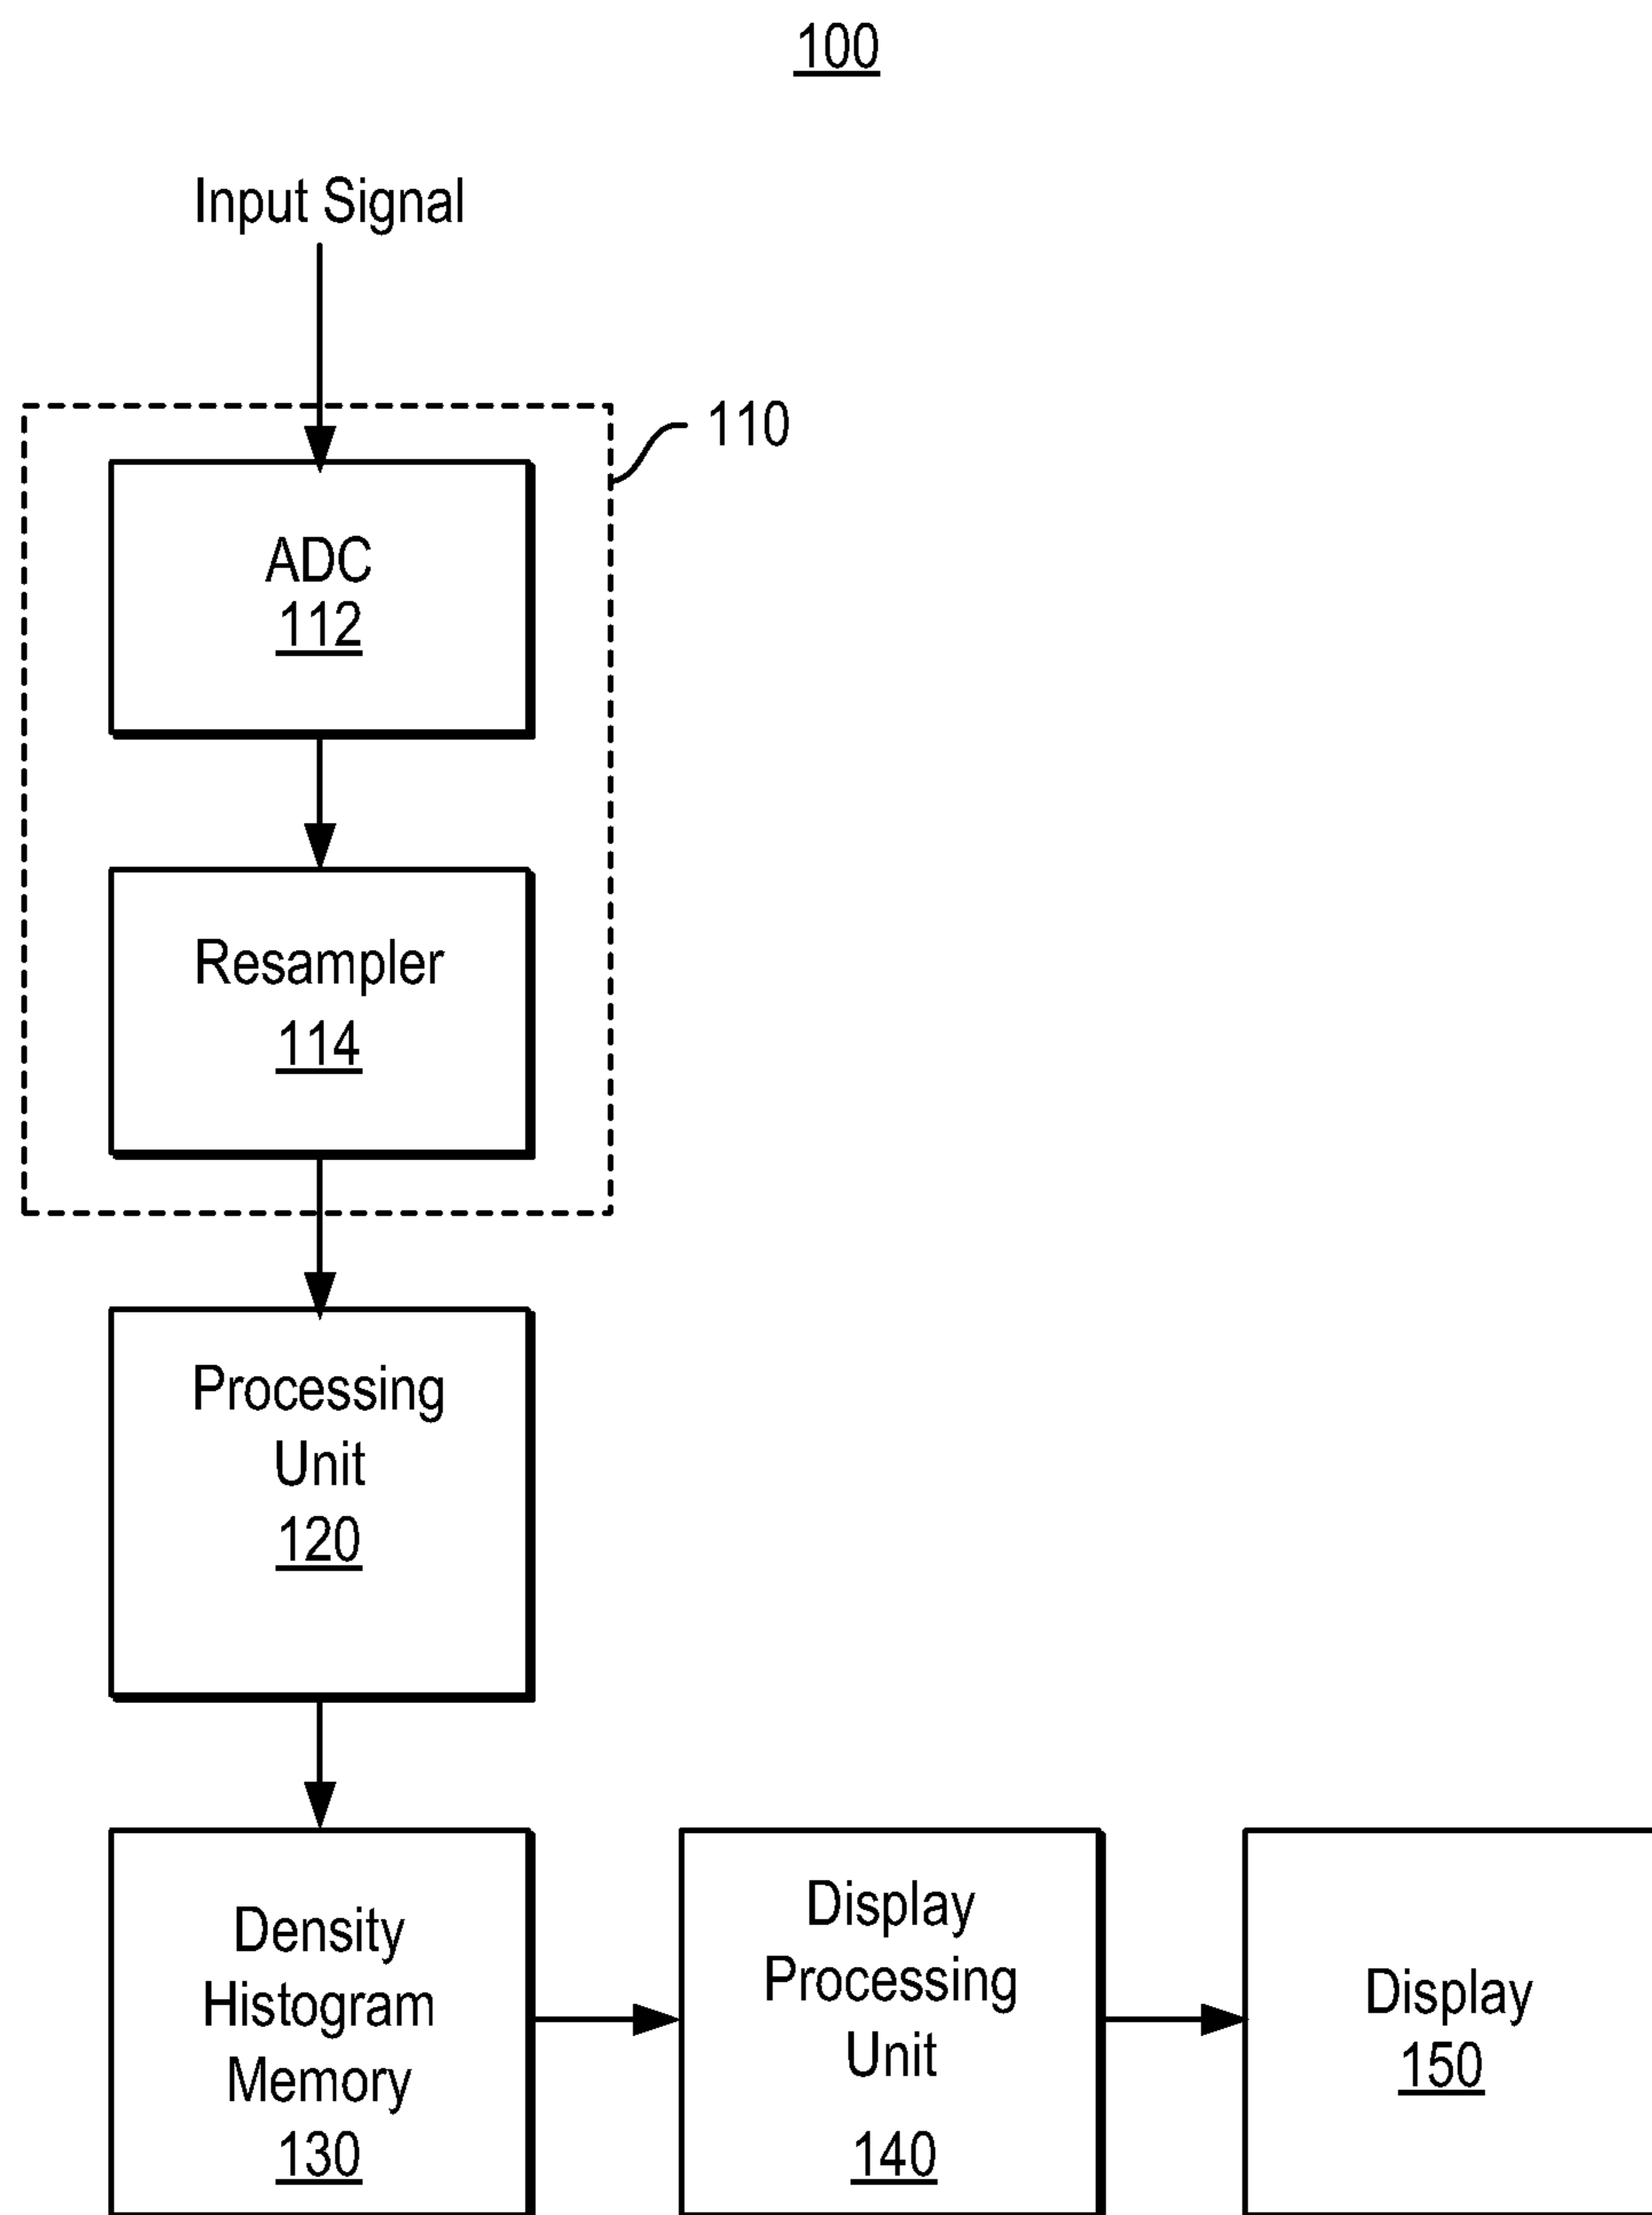 100
Input Signal
110
ADC
112
Resampler
114
Processing
Unit
120
Density
Histogram
Memory
130
Display
Processing
Unit
140
Display
150